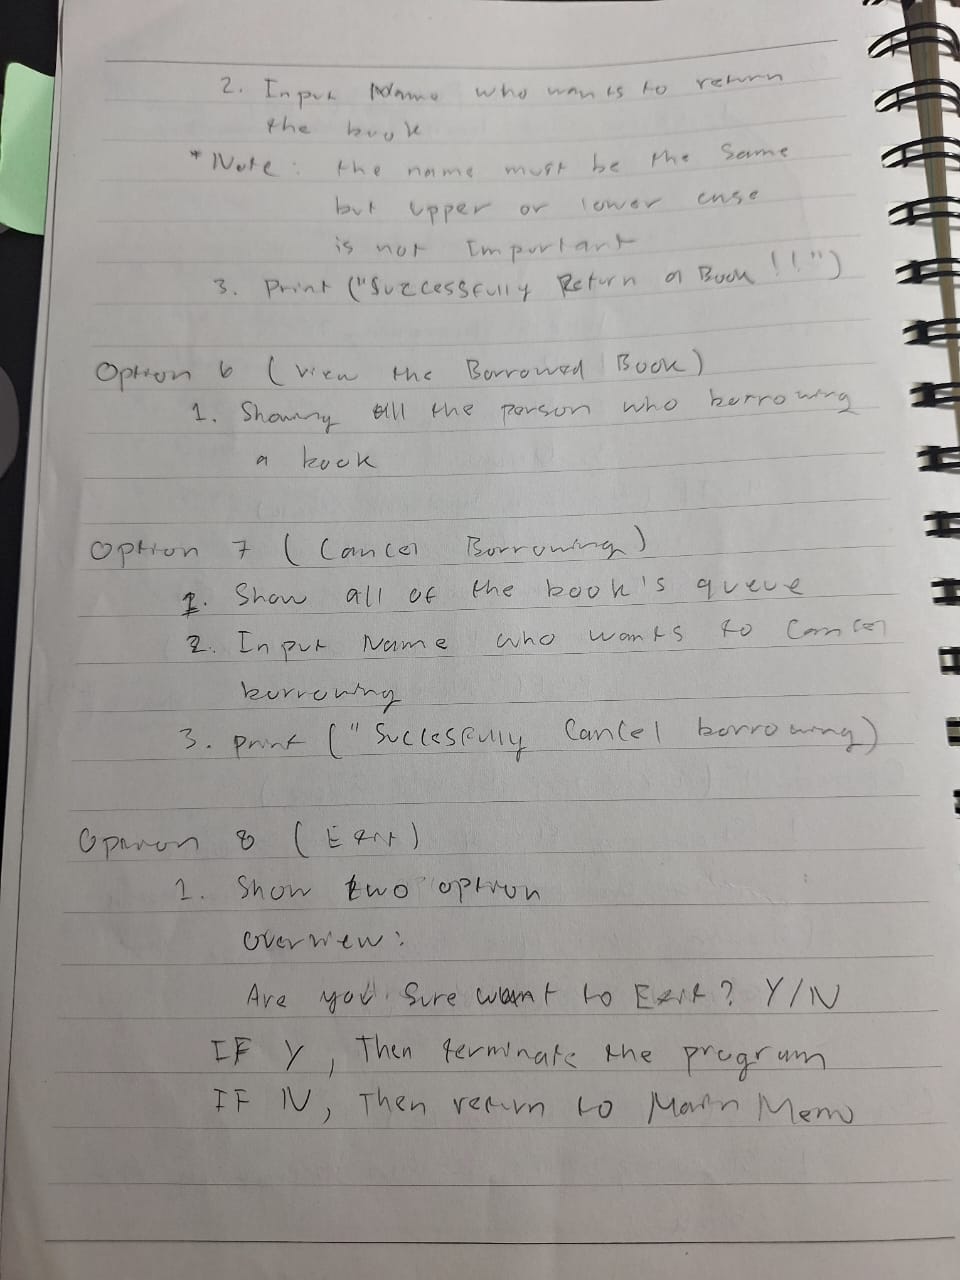 2. Input Name who wants to return
the book
* Note : the name must be the same
but upper or lower case
is not Important
3. Print ("Succesfully Return a Book !!")
Option 6 ( view the Borrowed Book )
1. Showing all the person who borrowing
a book
Option 7 ( Cancel Borrowing )
1. Show all of the book's queue
2. Input Name who wants to Cancel
borrowing
3. print ( " Succesfully Cancel borrowing )
Option 8 ( Exit )
1. Show two option
overview :
Are you sure want to Exit? Y/N
IF Y , Then terminate the program
IF N , Then return to Main Menu